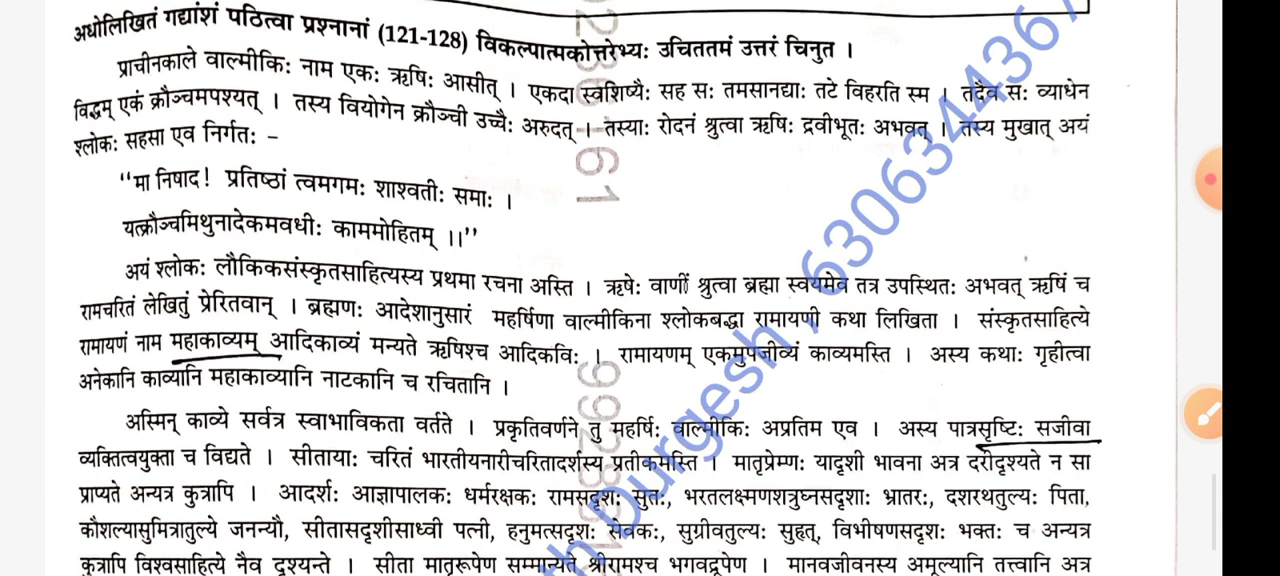 अधोलिखितं गद्यांशं पठित्वा प्रश्नानां (121-128) विकल्पात्मकोत्तरेभ्यः उचिततमं उत्तरं चिनुत ।
प्राचीनकाले वाल्मीकिः नाम एकः ऋषिः आसीत् । एकदा स्वशिष्यैः सह सः तमसानद्याः तटे विहरति स्म । तदैव सः व्याधेन
विद्धम् एकं क्रौञ्चमपश्यत् । तस्य वियोगेन क्रौञ्ची उच्चैः अरुदत् । तस्याः रोदनं श्रुत्वा ऋषिः द्रवीभूतः अभवत् । तस्य मुखात् अयं
श्लोकः सहसा एव निर्गतः –
“मा निषाद! प्रतिष्ठां त्वमगमः शाश्वतीः समाः ।
यत्क्रौञ्चमिथुनादेकमवधीः काममोहितम् ।।”
अयं श्लोकः लौकिकसंस्कृतसाहित्यस्य प्रथमा रचना अस्ति । ऋषेः वाणीं श्रुत्वा ब्रह्मा स्वयमेव तत्र उपस्थितः अभवत् ऋषिं च
रामचरितं लेखितुं प्रेरितवान् । ब्रह्मणः आदेशानुसारं महर्षिणा वाल्मीकिना श्लोकबद्धा रामायणी कथा लिखिता । संस्कृतसाहित्ये
रामायणं नाम महाकाव्यम् आदिकाव्यं मन्यते ऋषिश्च आदिकविः । रामायणम् एकमुपजीव्यं काव्यमस्ति । अस्य कथाः गृहीत्वा
अनेकानि काव्यानि महाकाव्यानि नाटकानि च रचितानि ।
अस्मिन् काव्ये सर्वत्र स्वाभाविकता वर्तते । प्रकृतिवर्णने तु महर्षिः वाल्मीकिः अप्रतिम एव । अस्य पात्रसृष्टिः सजीवा
व्यक्तित्वयुक्ता च विद्यते । सीतायाः चरितं भारतीयनारीचरितादर्शस्य प्रतीकमस्ति । मातृप्रेम्णः यादृशी भावना अत्र दरीदृश्यते न सा
प्राप्यते अन्यत्र कुत्रापि । आदर्शः आज्ञापालकः धर्मरक्षकः रामसदृशः सुतः, भरतलक्ष्मणशत्रुघ्नसदृशाः भ्रातरः, दशरथतुल्यः पिता,
कौशल्यासुमित्रातुल्ये जनन्यौ, सीतासदृशीसाध्वी पत्नी, हनुमत्सदृशः सेवकः, सुग्रीवतुल्यः सुहृत्, विभीषणसदृशः भक्तः च अन्यत्र
कुत्रापि विश्वसाहित्ये नैव दृश्यन्ते । सीता मातृरूपेण सम्मान्यते श्रीरामश्च भगवद्रूपेण । मानवजीवनस्य अमूल्यानि तत्त्वानि अत्र
Durgesh, 630634436